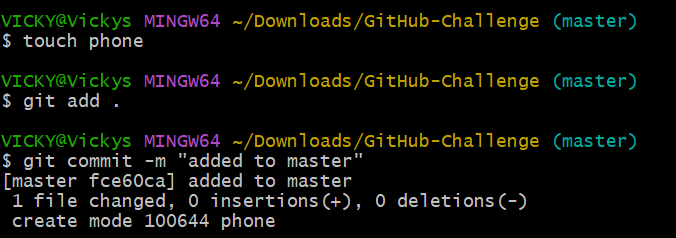 VICKY@Vickys MINGW64 ~/Downloads/GitHub-Challenge (master)
$ touch phone
VICKY@Vickys MINGW64 ~/Downloads/GitHub-Challenge (master)
$ git add .
VICKY@Vickys MINGW64 ~/Downloads/GitHub-Challenge (master)
$ git commit -m "added to master"
[master fce60ca] added to master
 1 file changed, 0 insertions(+), 0 deletions(-)
 create mode 100644 phone